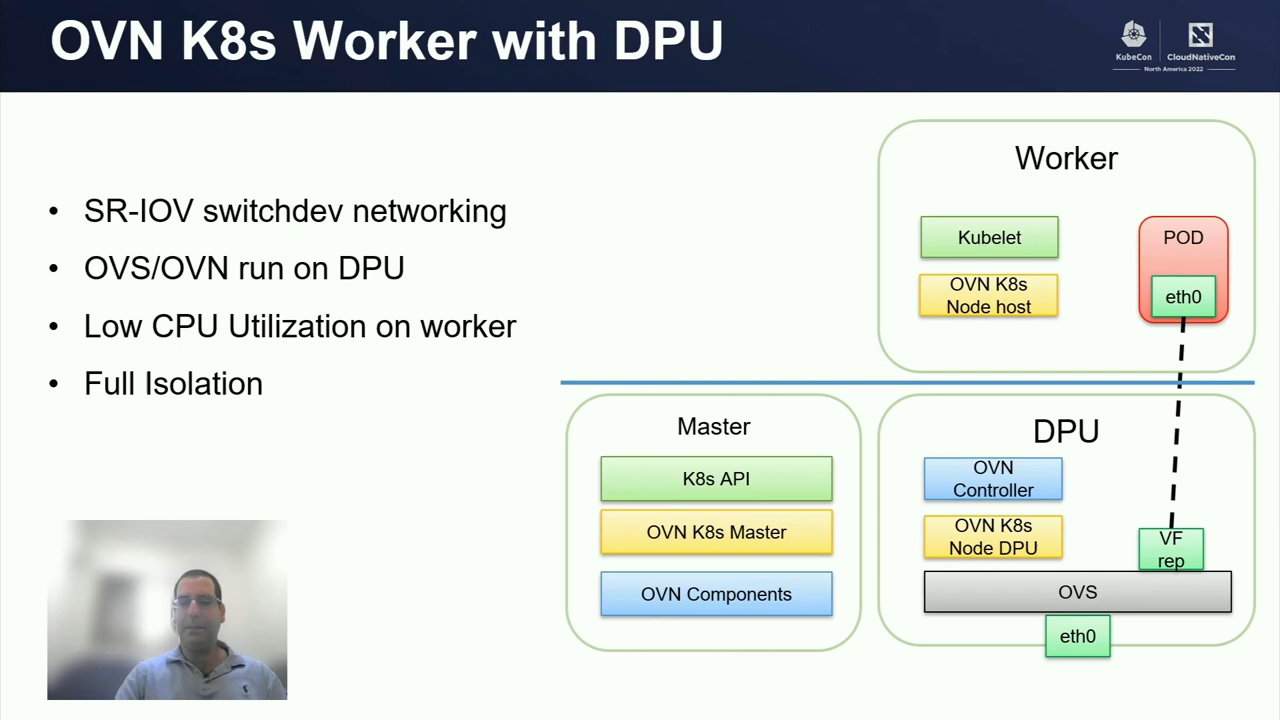 OVN K8s Worker with DPU
KubeCon
CloudNativeCon
North America 2022
• SR-IOV switchdev networking
• OVS/OVN run on DPU
• Low CPU Utilization on worker
• Full Isolation
Worker
Kubelet
OVN K8s
Node host
POD
eth0
Master
K8s API
OVN K8s Master
OVN Components
DPU
OVN
Controller
OVN K8s
Node DPU
VF
rep
OVS
eth0